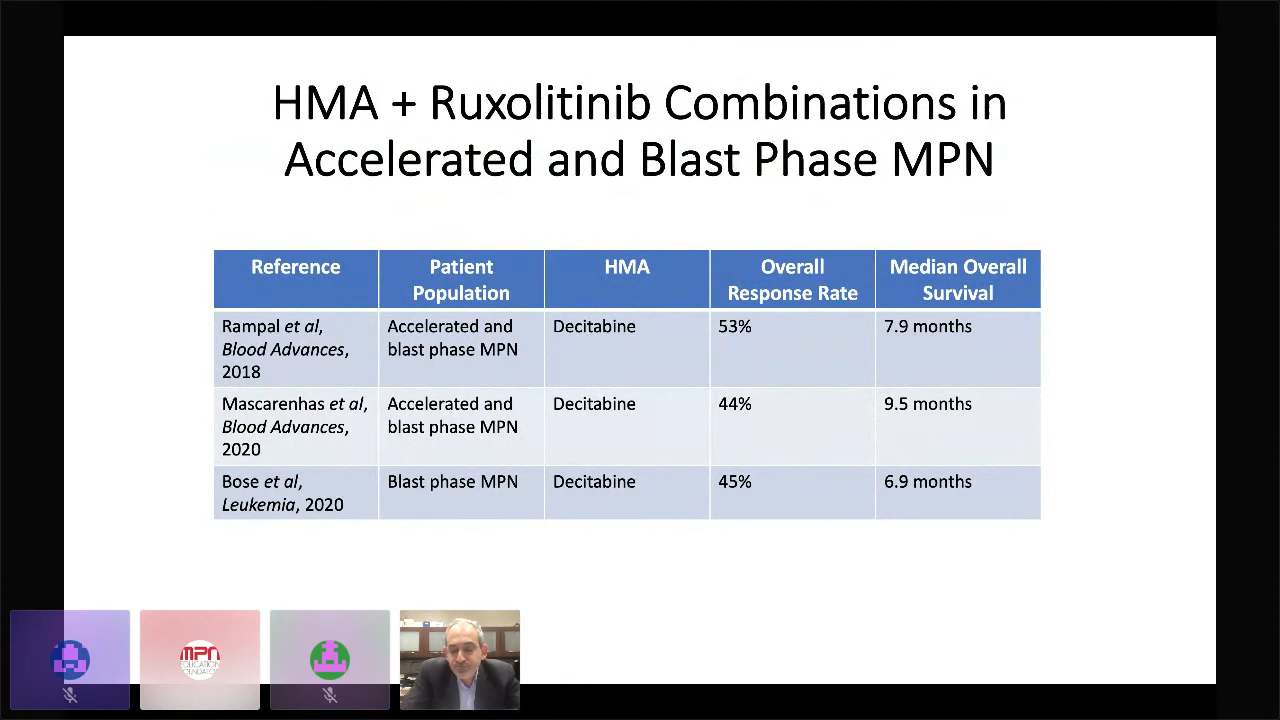 HMA + Ruxolitinib Combinations in
Accelerated and Blast Phase MPN
Reference
Patient
Population
HMA
Overall
Response Rate
Median Overall
Survival
Rampal et al,
Blood Advances,
2018
Accelerated and
blast phase MPN
Decitabine
53%
7.9 months
Mascarenhas et al,
Blood Advances,
2020
Accelerated and
blast phase MPN
Decitabine
44%
9.5 months
Bose et al,
Leukemia, 2020
Blast phase MPN
Decitabine
45%
6.9 months
MPN
EDUCATION
FOUNDATION